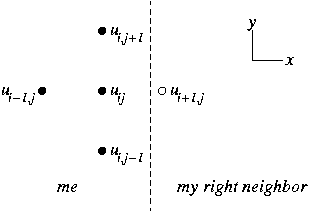 u_{i,j+1}
y
x
u_{i-1,j} u_{ij} u_{i+1,j}
u_{i,j-1}
me my right neighbor